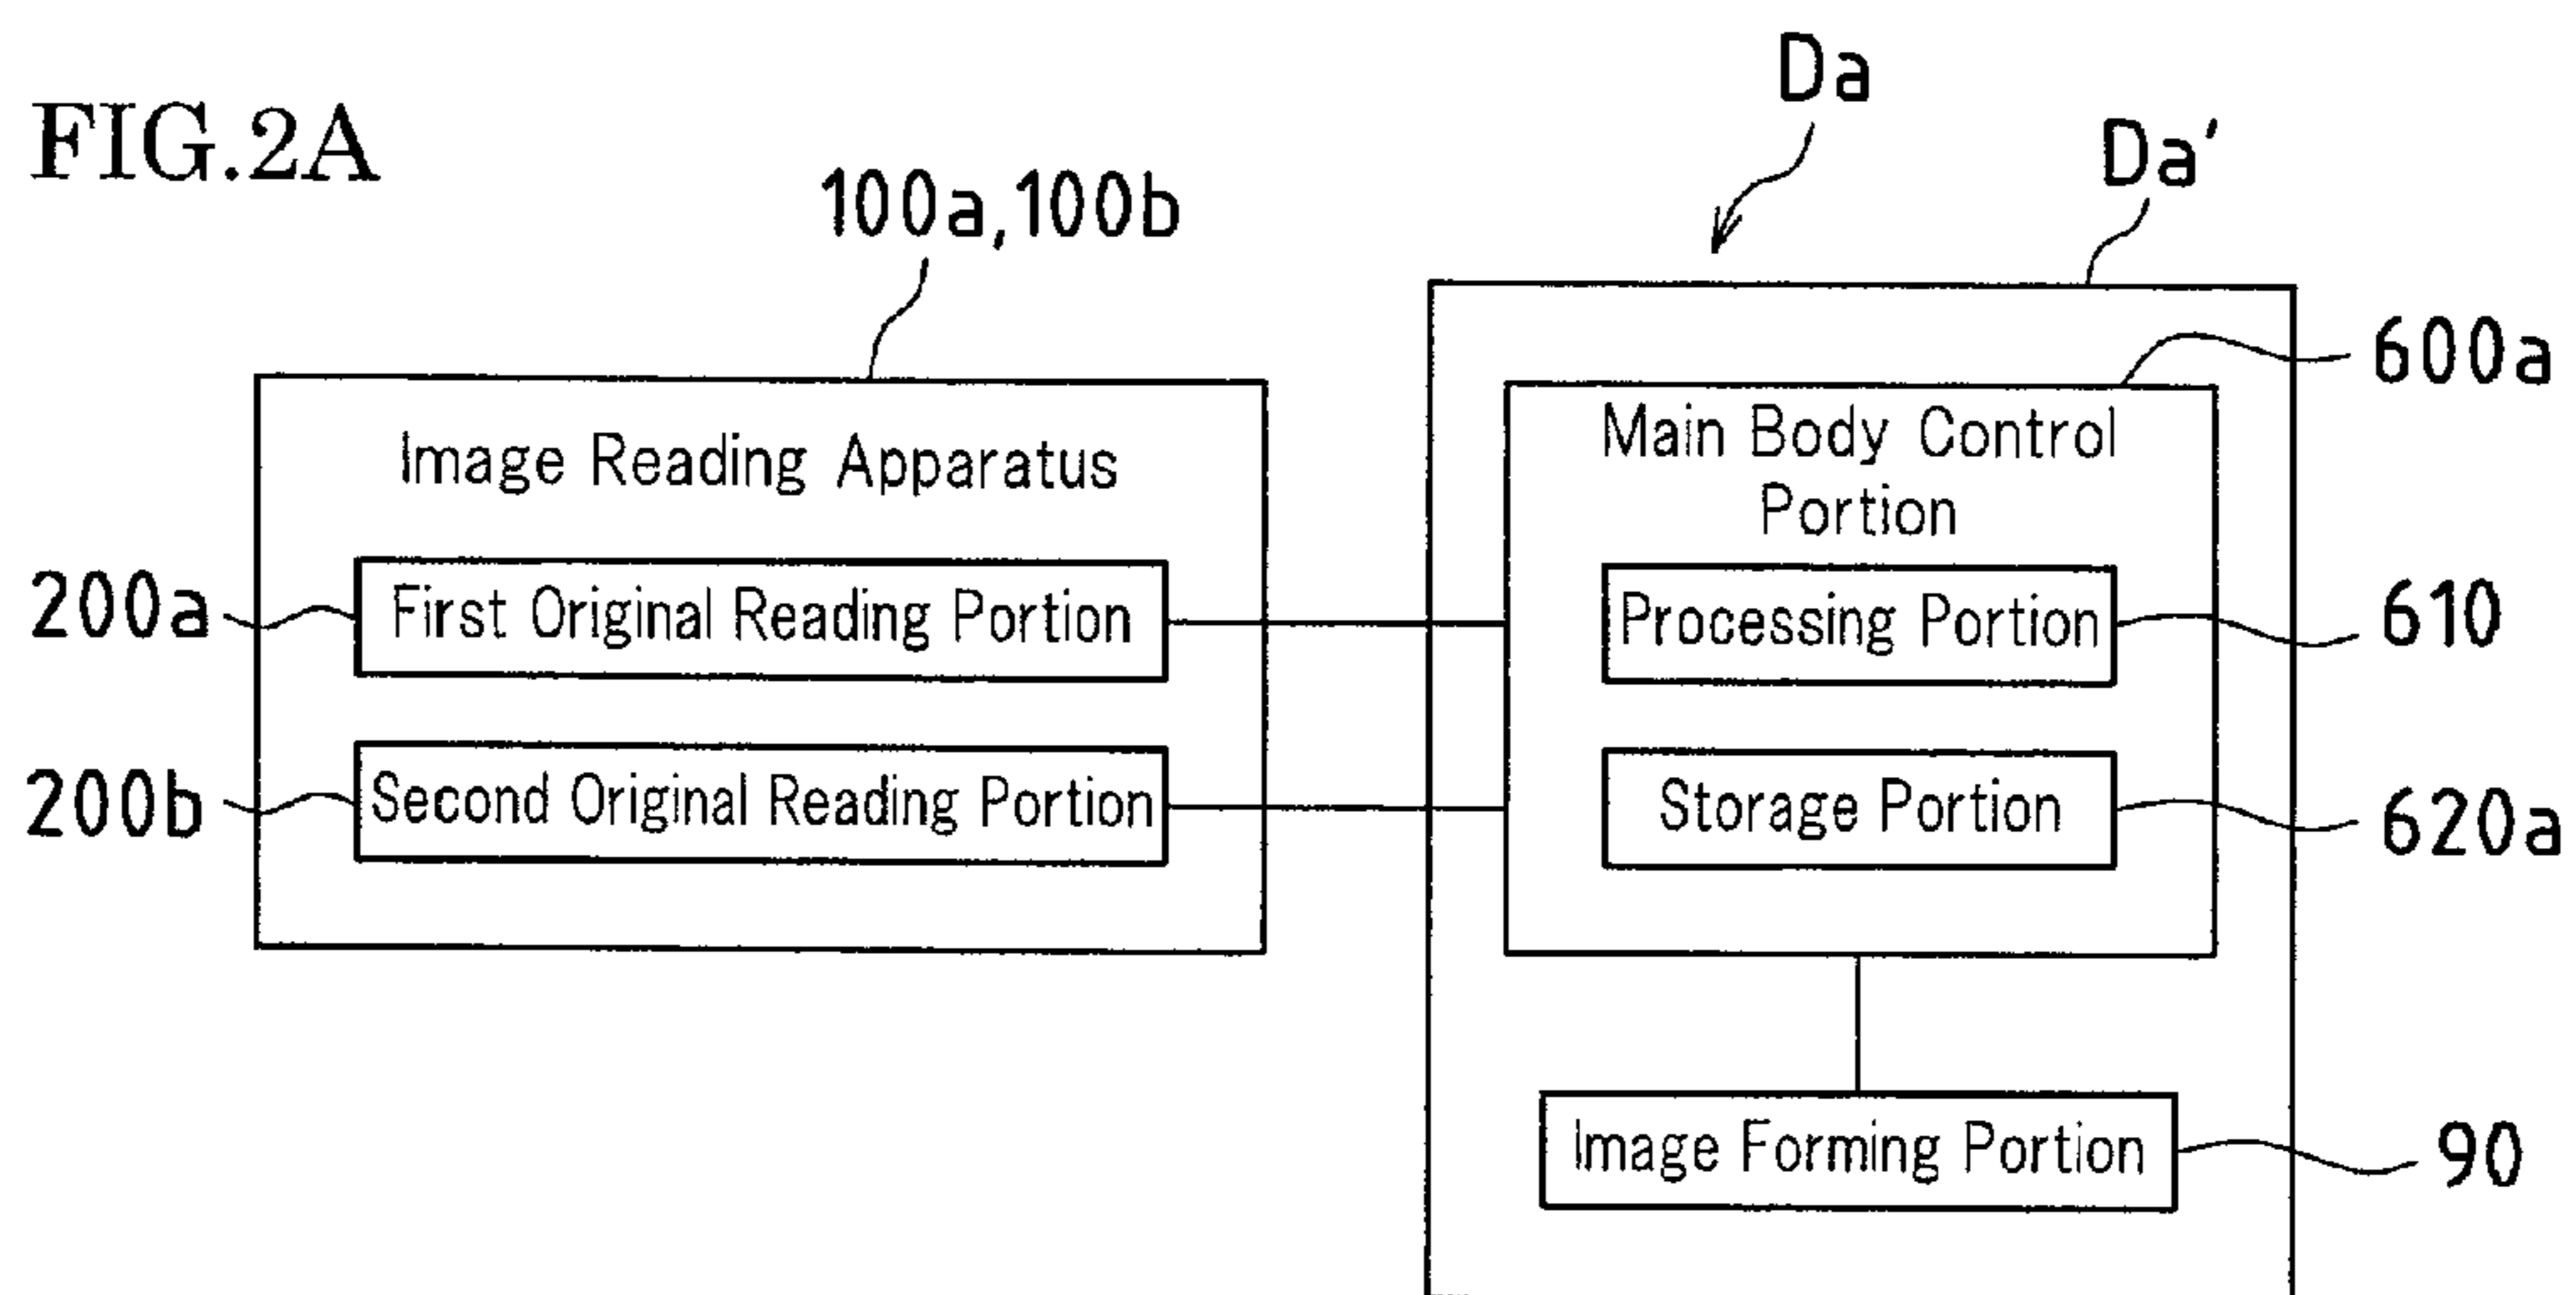 FIG.2A
Da
Da'
100a,100b
600a
Image Reading Apparatus
Main Body Control
Portion
200a
First Original Reading Portion
Processing Portion
610
200b
Second Original Reading Portion
Storage Portion
620a
Image Forming Portion
90